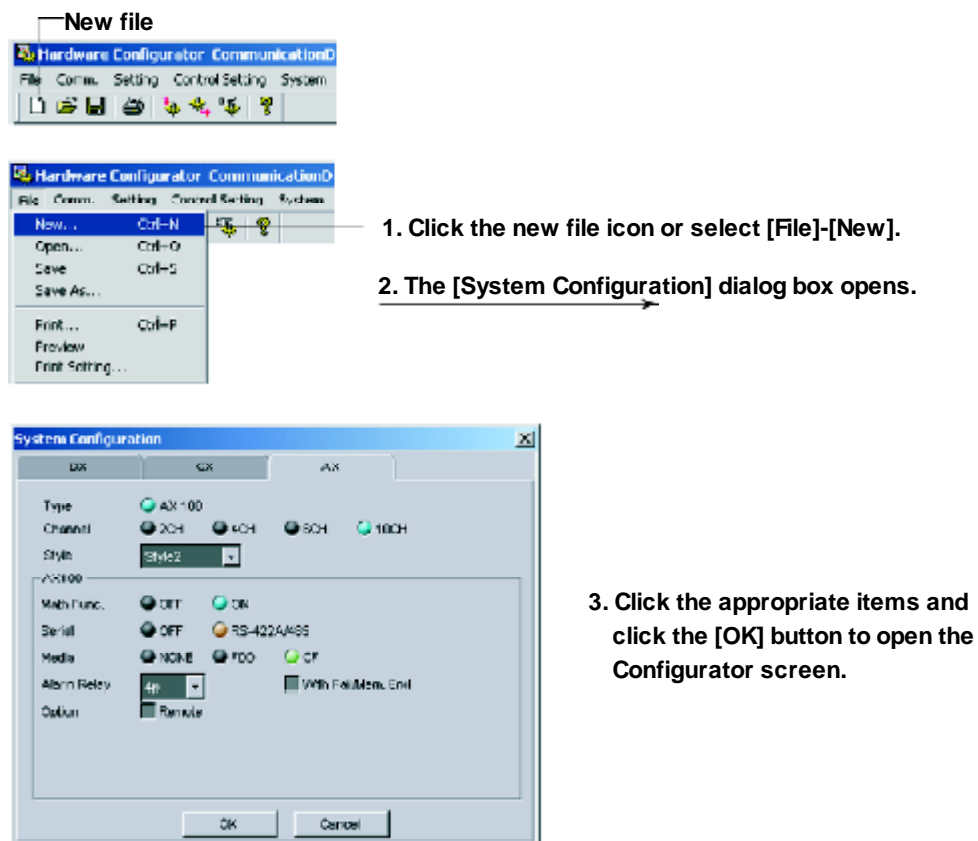 New file
Hardware Configurator CommunicationD
File Comm. Setting Control Setting System
Hardware Configurator CommunicationD
File Comm. Setting Control Setting System
New... Ctrl+N
1. Click the new file icon or select [File]-[New].
Open... Ctrl+O
Save Ctrl+S
2. The [System Configuration] dialog box opens.
Save As...
Print... Ctrl+P
Preview
Print Setting...
System Configuration
DX CX AX
Type AX 100
Channel 2CH 4CH 6CH 10CH
Style Style2
AX100
Math Func. OFF ON
Serial OFF RS-422A/485
3. Click the appropriate items and
click the [OK] button to open the
Configurator screen.
Media NONE FDD CF
Alarm Relay 4p With Fail/Mem. End
Option Remote
OK Cancel